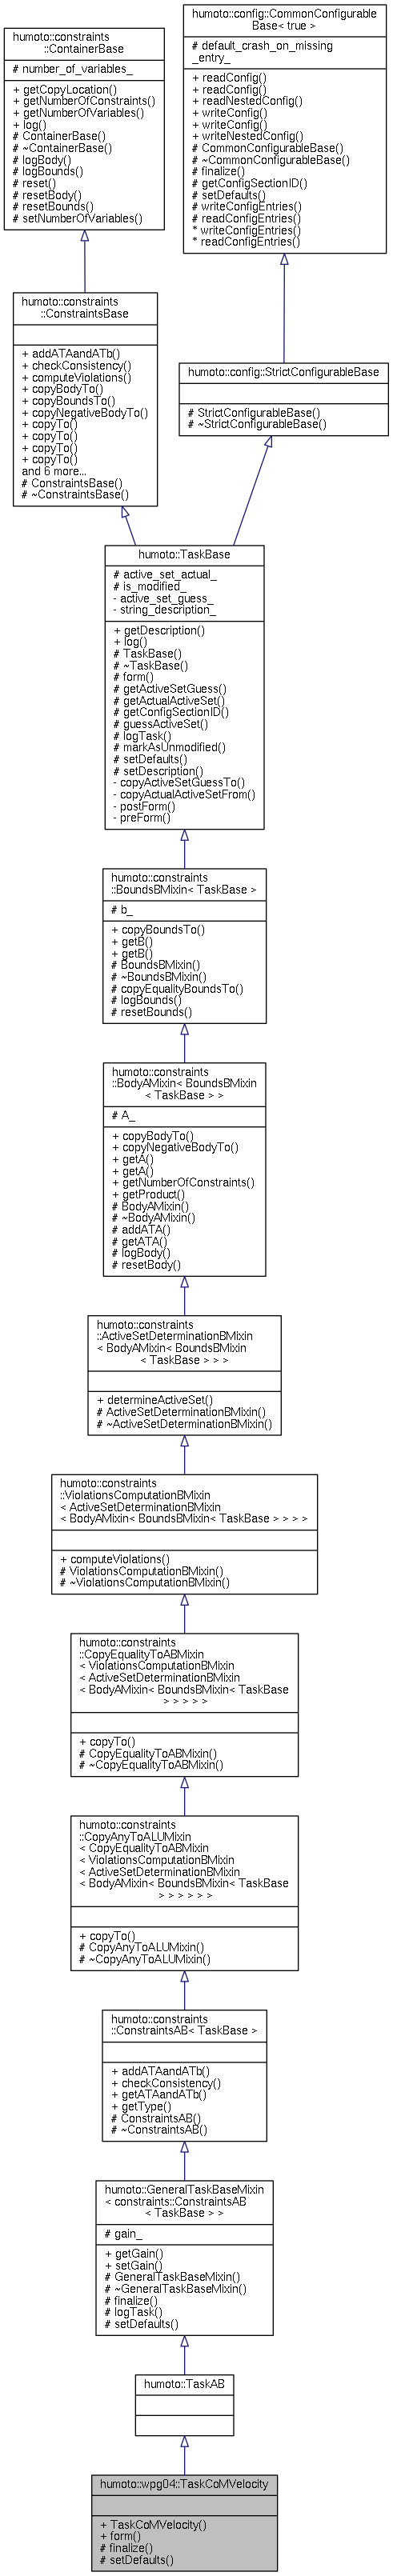 humoto::constraints
::ContainerBase
# number_of_variables_
+ getCopyLocation()
+ getNumberOfConstraints()
+ getNumberOfVariables()
+ log()
# ContainerBase()
# ~ContainerBase()
# logBody()
# logBounds()
# reset()
# resetBody()
# resetBounds()
# setNumberOfVariables()
humoto::config::CommonConfigurable
Base< true >
# default_crash_on_missing
_entry_
+ readConfig()
+ readConfig()
+ readNestedConfig()
+ writeConfig()
+ writeConfig()
+ writeNestedConfig()
# CommonConfigurableBase()
# ~CommonConfigurableBase()
# finalize()
# getConfigSectionID()
# setDefaults()
# writeConfigEntries()
# readConfigEntries()
* writeConfigEntries()
* readConfigEntries()
humoto::constraints
::ConstraintsBase
+ addATAandATb()
+ checkConsistency()
+ computeViolations()
+ copyBodyTo()
+ copyBoundsTo()
+ copyNegativeBodyTo()
+ copyTo()
+ copyTo()
+ copyTo()
+ copyTo()
and 6 more...
# ConstraintsBase()
# ~ConstraintsBase()
humoto::config::StrictConfigurableBase
# StrictConfigurableBase()
# ~StrictConfigurableBase()
humoto::TaskBase
# active_set_actual_
# is_modified_
- active_set_guess_
- string_description_
+ getDescription()
+ log()
# TaskBase()
# ~TaskBase()
# form()
# getActiveSetGuess()
# getActualActiveSet()
# getConfigSectionID()
# guessActiveSet()
# logTask()
# markAsUnmodified()
# setDefaults()
# setDescription()
- copyActiveSetGuessTo()
- copyActualActiveSetFrom()
- postForm()
- preForm()
humoto::constraints
::BoundsBMixin< TaskBase >
# b_
+ copyBoundsTo()
+ getB()
+ getB()
# BoundsBMixin()
# ~BoundsBMixin()
# copyEqualityBoundsTo()
# logBounds()
# resetBounds()
humoto::constraints
::BodyAMixin< BoundsBMixin
< TaskBase > >
# A_
+ copyBodyTo()
+ copyNegativeBodyTo()
+ getA()
+ getA()
+ getNumberOfConstraints()
+ getProduct()
# BodyAMixin()
# ~BodyAMixin()
# addATA()
# getATA()
# logBody()
# resetBody()
humoto::constraints
::ActiveSetDeterminationBMixin
< BodyAMixin< BoundsBMixin
< TaskBase > > >
+ determineActiveSet()
# ActiveSetDeterminationBMixin()
# ~ActiveSetDeterminationBMixin()
humoto::constraints
::ViolationsComputationBMixin
< ActiveSetDeterminationBMixin
< BodyAMixin< BoundsBMixin< TaskBase > > > >
+ computeViolations()
# ViolationsComputationBMixin()
# ~ViolationsComputationBMixin()
humoto::constraints
::CopyEqualityToABMixin
< ViolationsComputationBMixin
< ActiveSetDeterminationBMixin
< BodyAMixin< BoundsBMixin< TaskBase
> > > > >
+ copyTo()
# CopyEqualityToABMixin()
# ~CopyEqualityToABMixin()
humoto::constraints
::CopyAnyToALUMixin
< CopyEqualityToABMixin
< ViolationsComputationBMixin
< ActiveSetDeterminationBMixin
< BodyAMixin< BoundsBMixin< TaskBase
> > > > > >
+ copyTo()
# CopyAnyToALUMixin()
# ~CopyAnyToALUMixin()
humoto::constraints
::ConstraintsAB< TaskBase >
+ addATAandATb()
+ checkConsistency()
+ getATAandATb()
+ getType()
# ConstraintsAB()
# ~ConstraintsAB()
humoto::GeneralTaskBaseMixin
< constraints::ConstraintsAB
< TaskBase > >
# gain_
+ getGain()
+ setGain()
# GeneralTaskBaseMixin()
# ~GeneralTaskBaseMixin()
# finalize()
# logTask()
# setDefaults()
humoto::TaskAB
humoto::wpg04::TaskCoMVelocity
+ TaskCoMVelocity()
+ form()
# finalize()
# setDefaults()